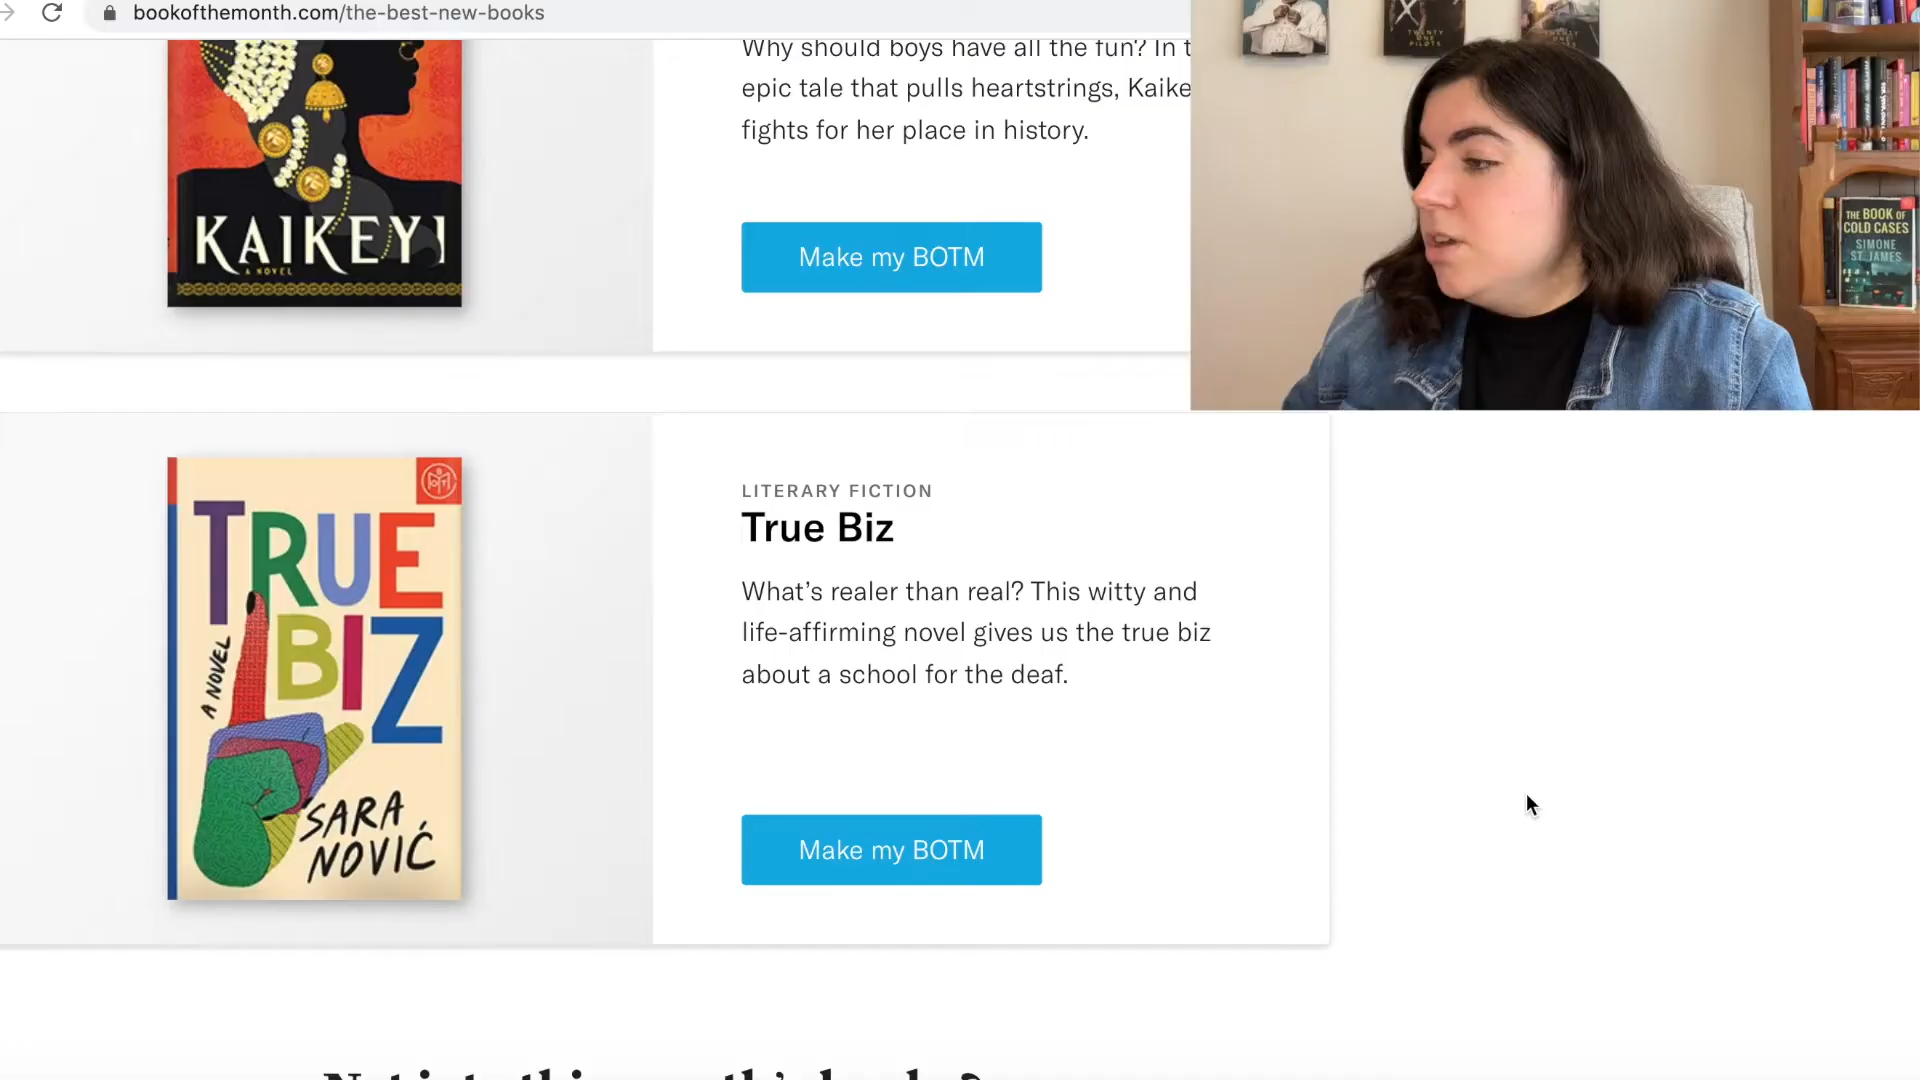 bookofthemonth.com/the-best-new-books
Why should boys have all the fun? In t
epic tale that pulls heartstrings, Kaike
fights for her place in history.
Make my BOTM
KAIKEYI
A NOVEL
TWENTY
ONE
PILOTS
THE BOOK OF
COLD CASES
SIMONE
ST. JAMES
LITERARY FICTION
True Biz
What's realer than real? This witty and
life-affirming novel gives us the true biz
about a school for the deaf.
Make my BOTM
TRUE
BIZ
A NOVEL
SARA
NOVIĆ